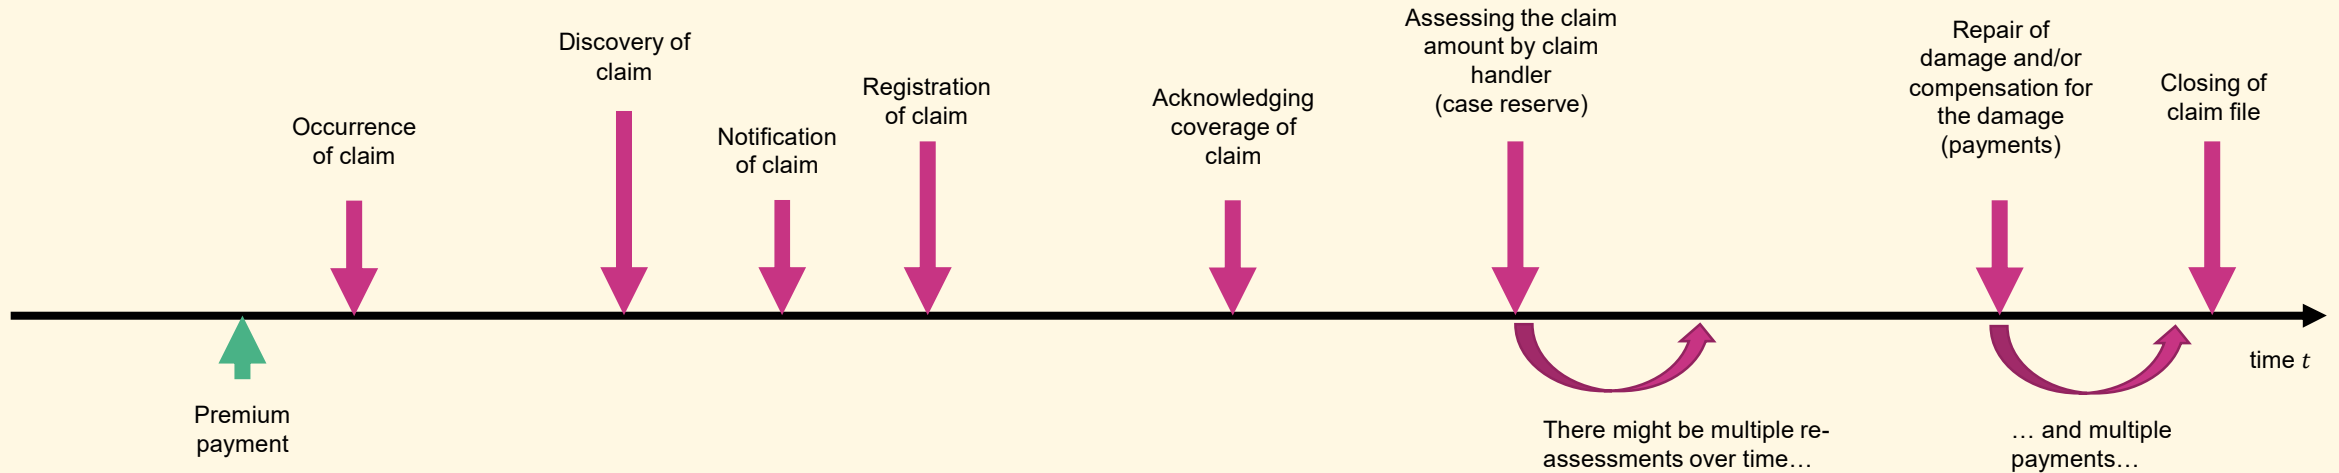 Occurrence
of claim
Discovery of
claim
Notification
of claim
Registration
of claim
Acknowledging
coverage of
claim
Assessing the claim
amount by claim
handler
(case reserve)
Repair of
damage and/or
compensation for
the damage
(payments)
Closing of
claim file
time t
Premium
payment
There might be multiple re-
assessments over time…
… and multiple
payments…